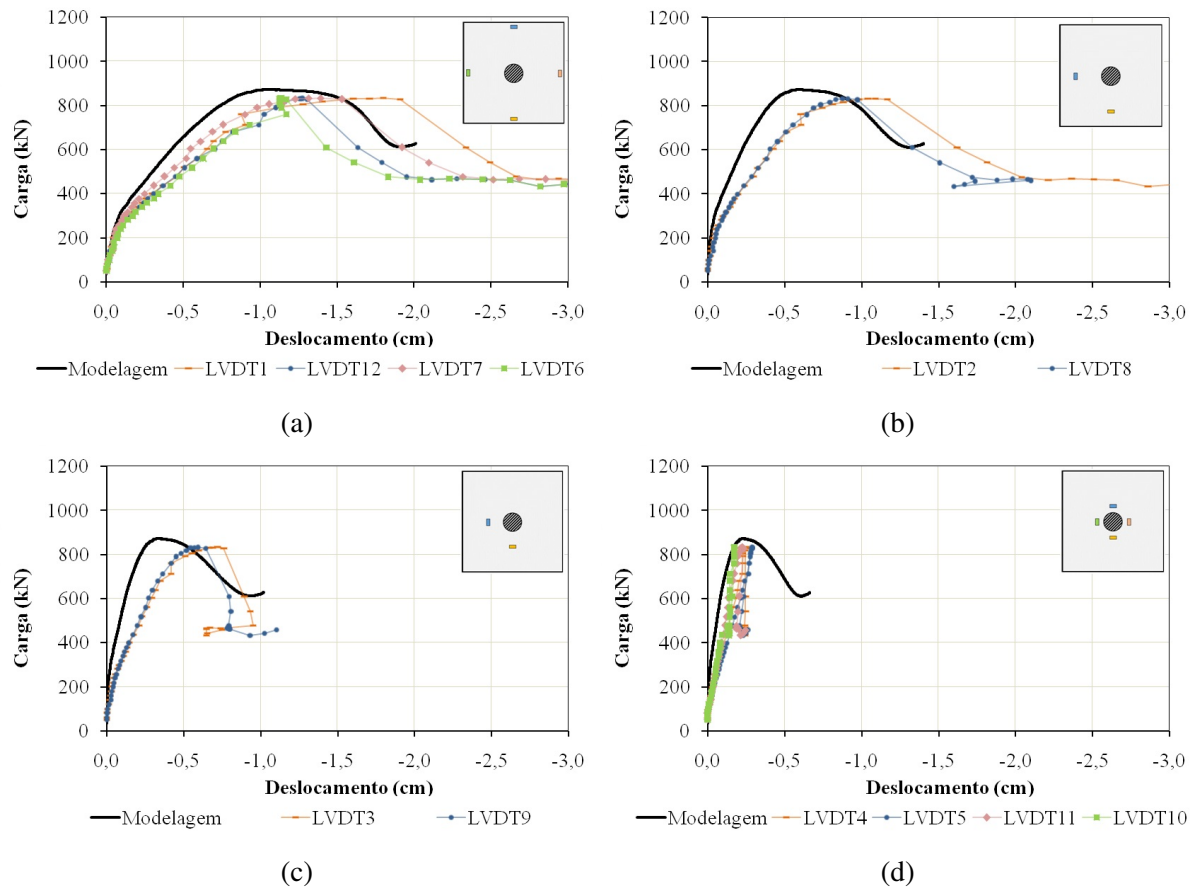 1200
1000
800
600
400
200
0
Carga (kN)
0,0 -0,5 -1,0 -1,5 -2,0 -2,5 -3,0
Deslocamento (cm)
Modelagem LVDT1 LVDT12 LVDT7 LVDT6
(a)
1200
1000
800
600
400
200
0
Carga (kN)
0,0 -0,5 -1,0 -1,5 -2,0 -2,5 -3,0
Deslocamento (cm)
Modelagem LVDT2 LVDT8
(b)
1200
1000
800
600
400
200
0
Carga (kN)
0,0 -0,5 -1,0 -1,5 -2,0 -2,5 -3,0
Deslocamento (cm)
Modelagem LVDT3 LVDT9
(c)
1200
1000
800
600
400
200
0
Carga (kN)
0,0 -0,5 -1,0 -1,5 -2,0 -2,5 -3,0
Deslocamento (cm)
Modelagem LVDT4 LVDT5 LVDT11 LVDT10
(d)